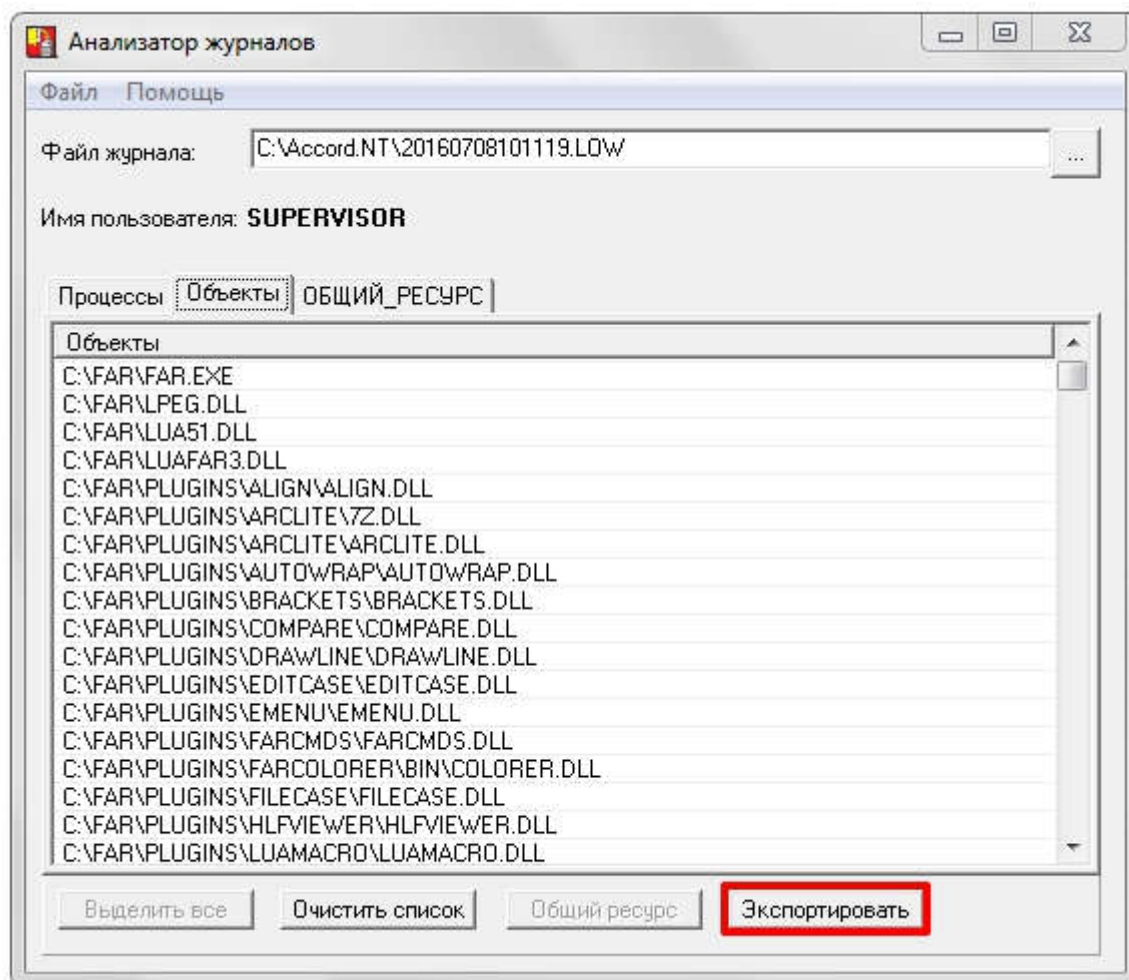 Анализатор журналов
Файл Помощь
Файл журнала: C:\Accord.NT\20160708101119.LOW ...
Имя пользователя: SUPERVISOR
Процессы Объекты ОБЩИЙ_РЕСУРС
Объекты
C:\FAR\FAR.EXE
C:\FAR\LPEG.DLL
C:\FAR\LUA51.DLL
C:\FAR\LUAFAR3.DLL
C:\FAR\PLUGINS\ALIGN\ALIGN.DLL
C:\FAR\PLUGINS\ARCLITE\7Z.DLL
C:\FAR\PLUGINS\ARCLITE\ARCLITE.DLL
C:\FAR\PLUGINS\AUTOWRAP\AUTOWRAP.DLL
C:\FAR\PLUGINS\BRACKETS\BRACKETS.DLL
C:\FAR\PLUGINS\COMPARE\COMPARE.DLL
C:\FAR\PLUGINS\DRAWLINE\DRAWLINE.DLL
C:\FAR\PLUGINS\EDITCASE\EDITCASE.DLL
C:\FAR\PLUGINS\EMENU\EMENU.DLL
C:\FAR\PLUGINS\FARCMDS\FARCMDS.DLL
C:\FAR\PLUGINS\FARCOLORER\BIN\COLORER.DLL
C:\FAR\PLUGINS\FILECASE\FILECASE.DLL
C:\FAR\PLUGINS\HLFVIEWER\HLFVIEWER.DLL
C:\FAR\PLUGINS\LUAMACRO\LUAMACRO.DLL
Выделить все Очистить список Общий ресурс Экспортировать